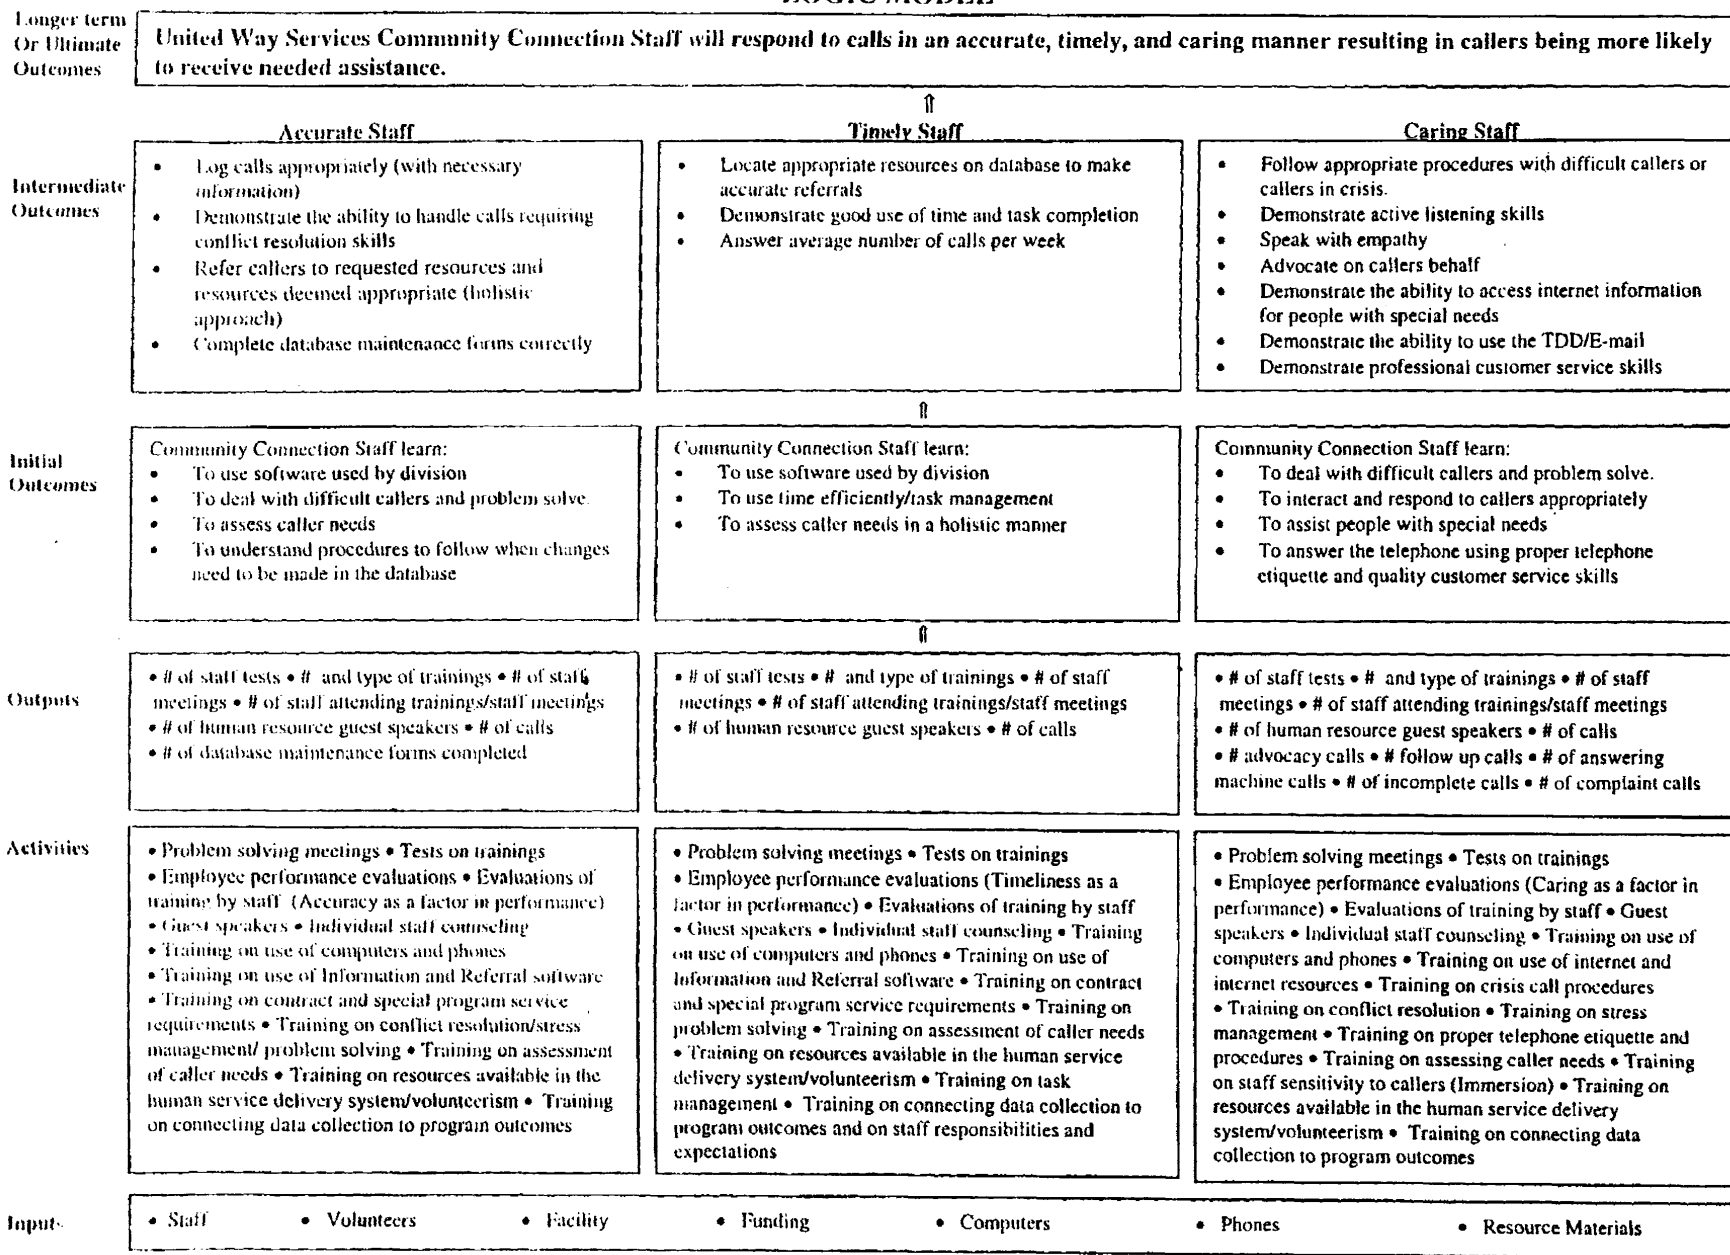 LOGIC MODEL
Longer term
Or Ultimate
Outcomes
United Way Services Community Connection Staff will respond to calls in an accurate, timely, and caring manner resulting in callers being more likely
to receive needed assistance.
⇑
Accurate Staff
Timely Staff
Caring Staff
Intermediate
Outcomes
• Log calls appropriately (with necessary
information)
• Demonstrate the ability to handle calls requiring
conflict resolution skills
• Refer callers to requested resources and
resources deemed appropriate (holistic
approach)
• Complete database maintenance forms correctly
• Locate appropriate resources on database to make
accurate referrals
• Demonstrate good use of time and task completion
• Answer average number of calls per week
• Follow appropriate procedures with difficult callers or
callers in crisis.
• Demonstrate active listening skills
• Speak with empathy
• Advocate on callers behalf
• Demonstrate the ability to access internet information
for people with special needs
• Demonstrate the ability to use the TDD/E-mail
• Demonstrate professional customer service skills
⇑
Initial
Outcomes
Community Connection Staff learn:
• To use software used by division
• To deal with difficult callers and problem solve.
• To assess caller needs
• To understand procedures to follow when changes
need to be made in the database
Community Connection Staff learn:
• To use software used by division
• To use time efficiently/task management
• To assess caller needs in a holistic manner
Community Connection Staff learn:
• To deal with difficult callers and problem solve.
• To interact and respond to callers appropriately
• To assist people with special needs
• To answer the telephone using proper telephone
etiquette and quality customer service skills
⇑
Outputs
• # of staff tests • # and type of trainings • # of staff
meetings • # of staff attending trainings/staff meetings
• # of human resource guest speakers • # of calls
• # of database maintenance forms completed
• # of staff tests • # and type of trainings • # of staff
meetings • # of staff attending trainings/staff meetings
• # of human resource guest speakers • # of calls
• # of staff tests • # and type of trainings • # of staff
meetings • # of staff attending trainings/staff meetings
• # of human resource guest speakers • # of calls
• # advocacy calls • # follow up calls • # of answering
machine calls • # of incomplete calls • # of complaint calls
Activities
• Problem solving meetings • Tests on trainings
• Employee performance evaluations • Evaluations of
training by staff (Accuracy as a factor in performance)
• Guest speakers • Individual staff counseling
• Training on use of computers and phones
• Training on use of Information and Referral software
• Training on contract and special program service
requirements • Training on conflict resolution/stress
management/ problem solving • Training on assessment
of caller needs • Training on resources available in the
human service delivery system/volunteerism • Training
on connecting data collection to program outcomes
• Problem solving meetings • Tests on trainings
• Employee performance evaluations (Timeliness as a
factor in performance) • Evaluations of training by staff
• Guest speakers • Individual staff counseling • Training
on use of computers and phones • Training on use of
Information and Referral software • Training on contract
and special program service requirements • Training on
problem solving • Training on assessment of caller needs
• Training on resources available in the human service
delivery system/volunteerism • Training on task
management • Training on connecting data collection to
program outcomes and on staff responsibilities and
expectations
• Problem solving meetings • Tests on trainings
• Employee performance evaluations (Caring as a factor in
performance) • Evaluations of training by staff • Guest
speakers • Individual staff counseling • Training on use of
computers and phones • Training on use of internet and
internet resources • Training on crisis call procedures
• Training on conflict resolution • Training on stress
management • Training on proper telephone etiquette and
procedures • Training on assessing caller needs • Training
on staff sensitivity to callers (Immersion) • Training on
resources available in the human service delivery
system/volunteerism • Training on connecting data
collection to program outcomes
Inputs
• Staff • Volunteers • Facility • Funding • Computers • Phones • Resource Materials